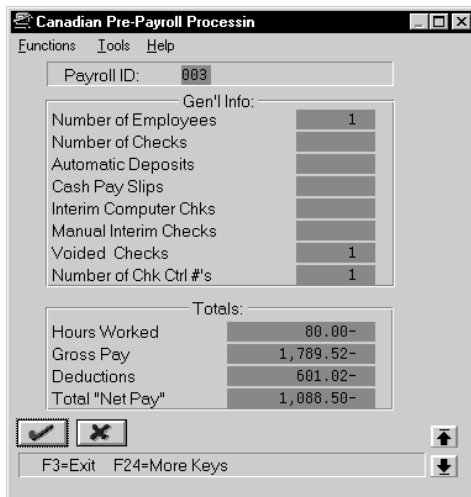 Canadian Pre-Payroll Processin
Functions Tools Help
Payroll ID: 003
Gen'l Info:
Number of Employees 1
Number of Checks
Automatic Deposits
Cash Pay Slips
Interim Computer Chks
Manual Interim Checks
Voided Checks 1
Number of Chk Ctrl #'s 1
Totals:
Hours Worked 80.00-
Gross Pay 1,789.52-
Deductions 601.02-
Total "Net Pay" 1,088.50-
F3=Exit F24=More Keys